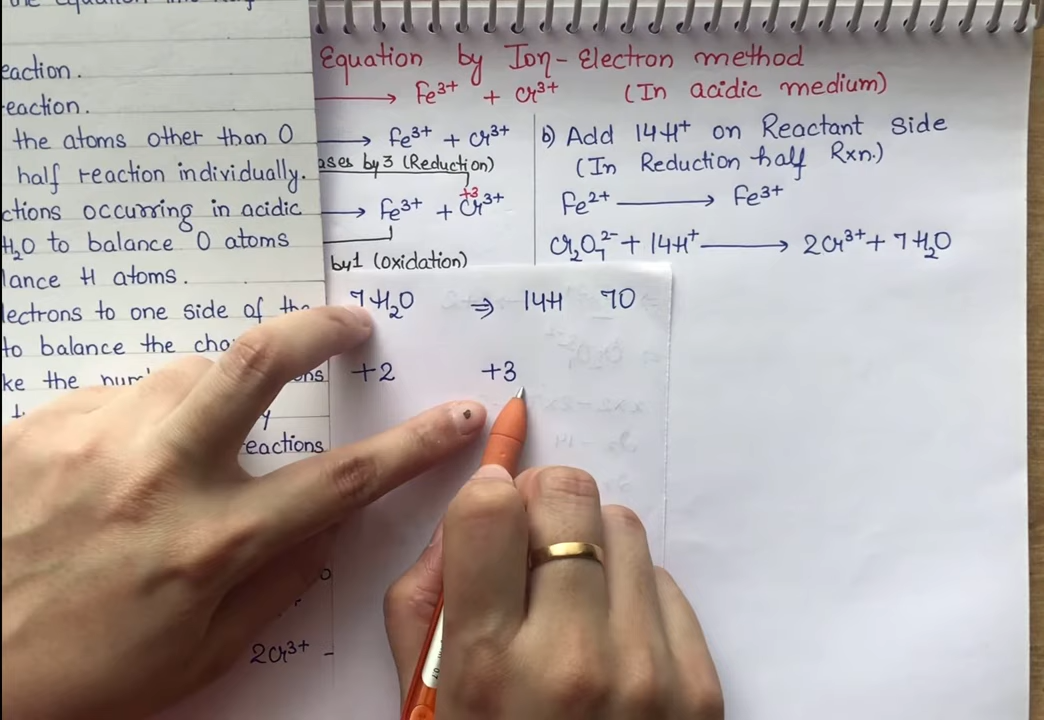 eaction.
eaction.
the atoms other than O
half reaction individually.
ctions occurring in acidic
H₂O to balance O atoms
lance H atoms.
lectrons to one side of the
to balance the cha
ke the num
ons
eactions
2Cr³⁺ -
Equation by Ion-Electron method
→ Fe³⁺ + Cr³⁺ (In acidic medium)
→ Fe³⁺ + Cr³⁺
ases by 3 (Reduction)
+3
→ Fe³⁺ + Cr³⁺
by 1 (oxidation)
b) Add 14H⁺ on Reactant side
(In Reduction half Rxn.)
Fe²⁺ → Fe³⁺
Cr₂O₇²⁻ + 14H⁺ → 2Cr³⁺ + 7H₂O
7H₂O ⇒ 14H 7O
+2 +3